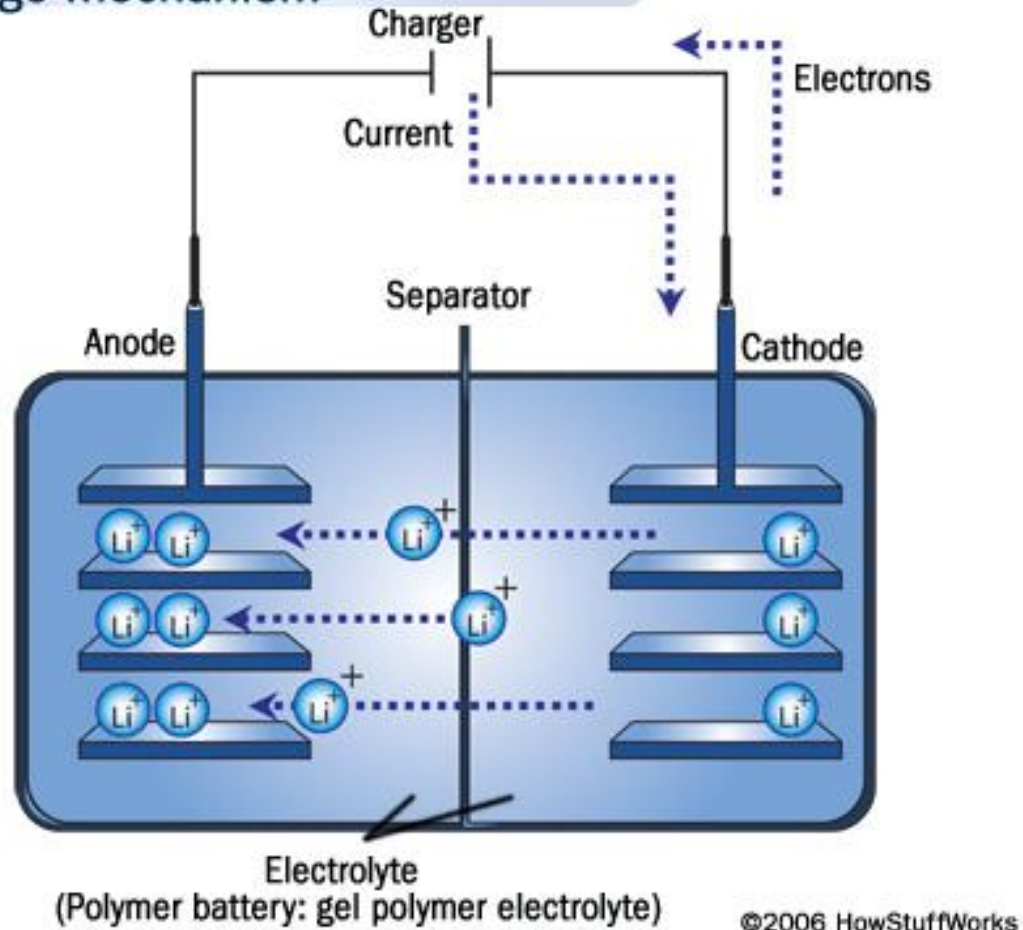 Charger
Electrons
Current
Separator
Anode
Cathode
Li+ +
Li+ Li+
Li+
Li+ +
Li+ Li+
Li+
Li+ +
Li+ Li+
Li+
Electrolyte
(Polymer battery: gel polymer electrolyte)
©2006 HowStuffWorks